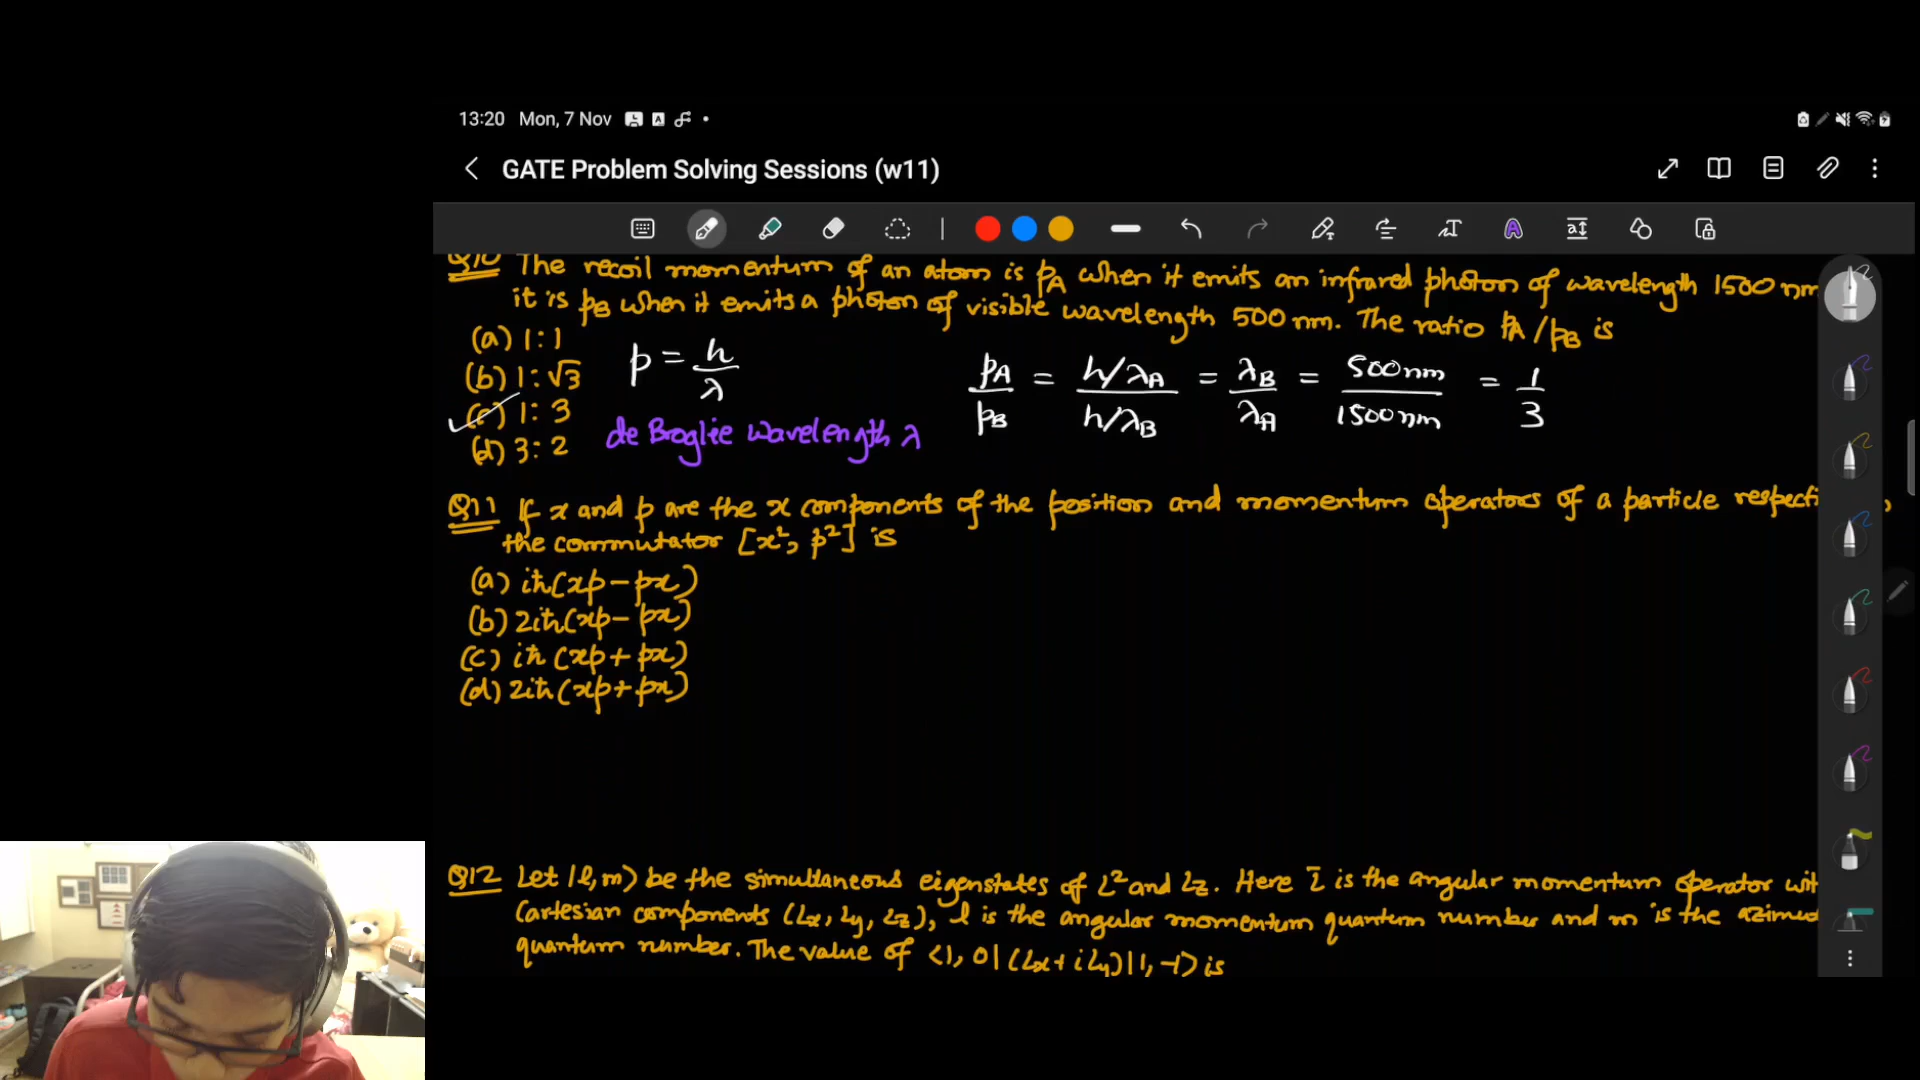 13:20 Mon, 7 Nov
GATE Problem Solving Sessions (w11)
Q10 The recoil momentum of an atom is pA when it emits an infrared photon of wavelength 1500 nm
it is pB when it emits a photon of visible wavelength 500 nm. The ratio pA/pB is
(a) 1:1
(b) 1:√3
(c) 1:3
(d) 3:2
p = h/λ
de Broglie wavelength λ
pA/pB = (h/λA)/(h/λB) = λB/λA = 500nm/1500nm = 1/3
Q11 If x and p are the x components of the position and momentum operators of a particle respecti
the commutator [x², p²] is
(a) iħ(xp-px)
(b) 2iħ(xp-px)
(c) iħ(xp+px)
(d) 2iħ(xp+px)
Q12 Let |l,m> be the simultaneous eigenstates of L² and Lz. Here L̄ is the angular momentum operator wit
Cartesian components (Lx, Ly, Lz), l is the angular momentum quantum number and m is the azimu
quantum number. The value of <1, 0|(Lx+iLy)|1, -1> is